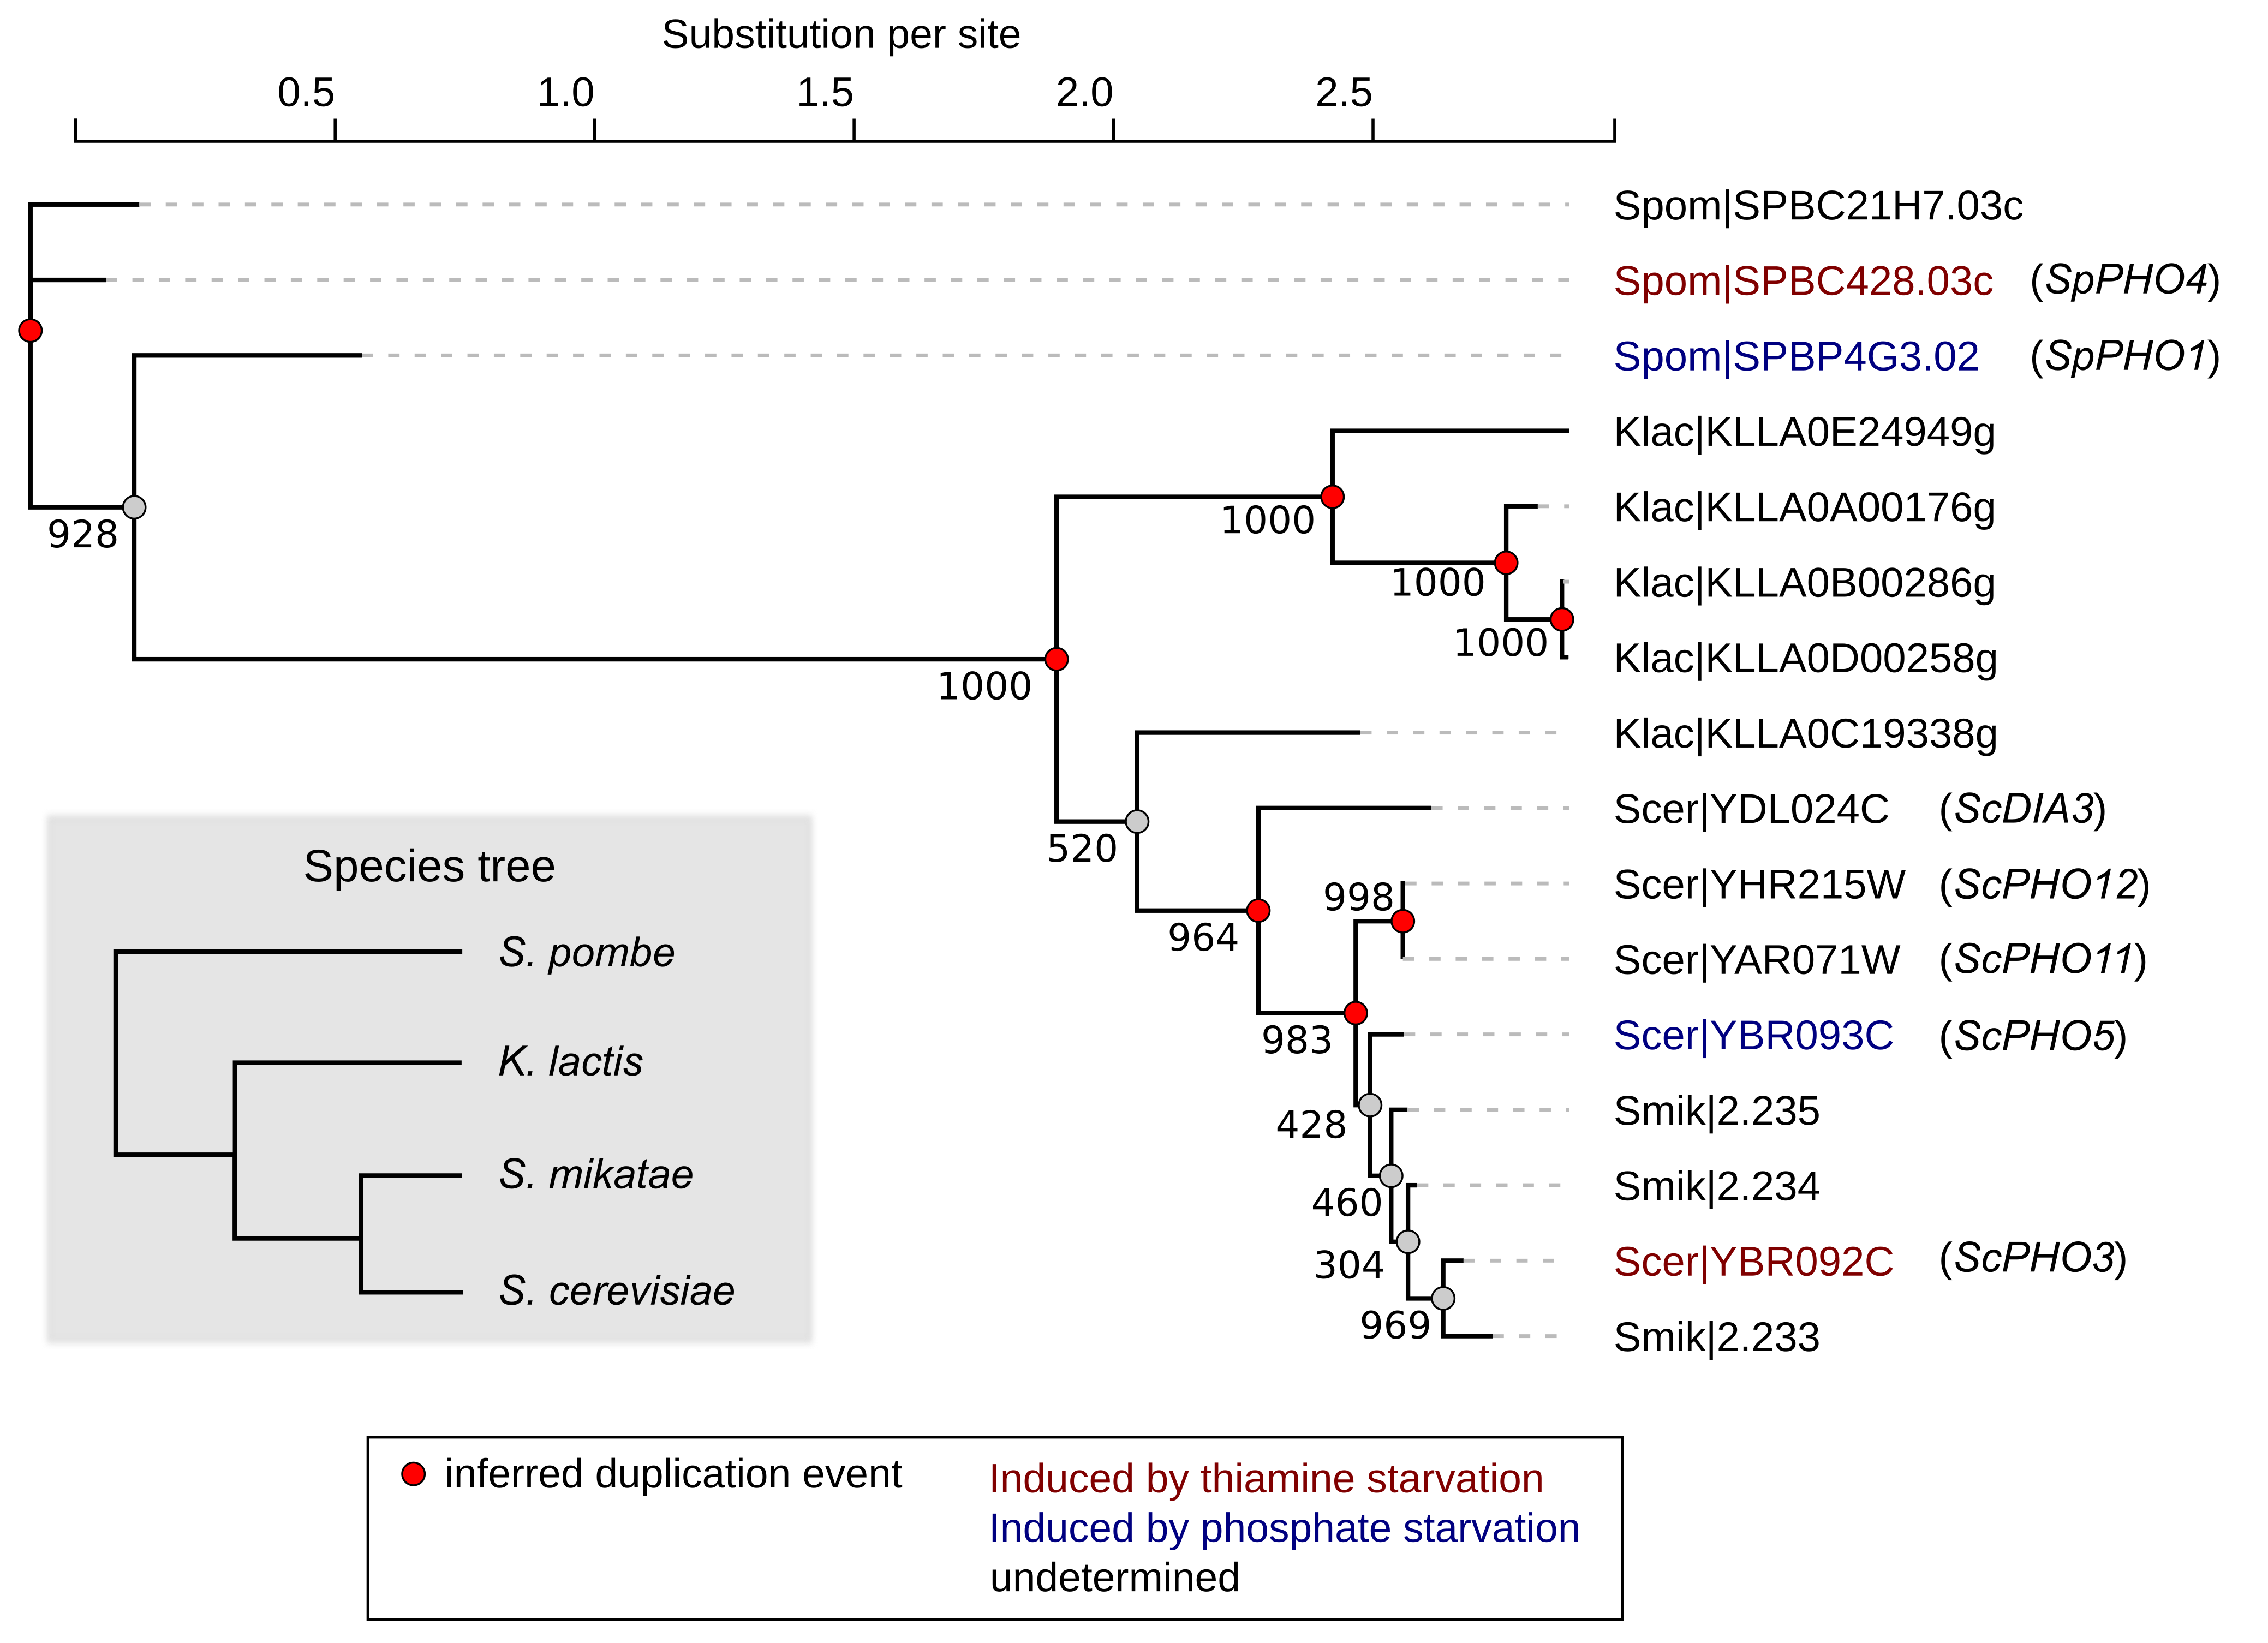 Substitution per site
0.5 1.0 1.5 2.0 2.5
Spom|SPBC21H7.03c
Spom|SPBC428.03c (SpPHO4)
Spom|SPBP4G3.02 (SpPHO1)
Klac|KLLA0E24949g
Klac|KLLA0A00176g
1000
928
Klac|KLLA0B00286g
1000
1000
Klac|KLLA0D00258g
1000
Klac|KLLA0C19338g
Scer|YDL024C (ScDIA3)
520
Species tree
Scer|YHR215W (ScPHO12)
998
964
Scer|YAR071W (ScPHO11)
S. pombe
983
Scer|YBR093C (ScPHO5)
K. lactis
428
Smik|2.235
S. mikatae
460
Smik|2.234
304
Scer|YBR092C (ScPHO3)
S. cerevisiae
969
Smik|2.233
inferred duplication event
Induced by thiamine starvation
Induced by phosphate starvation
undetermined